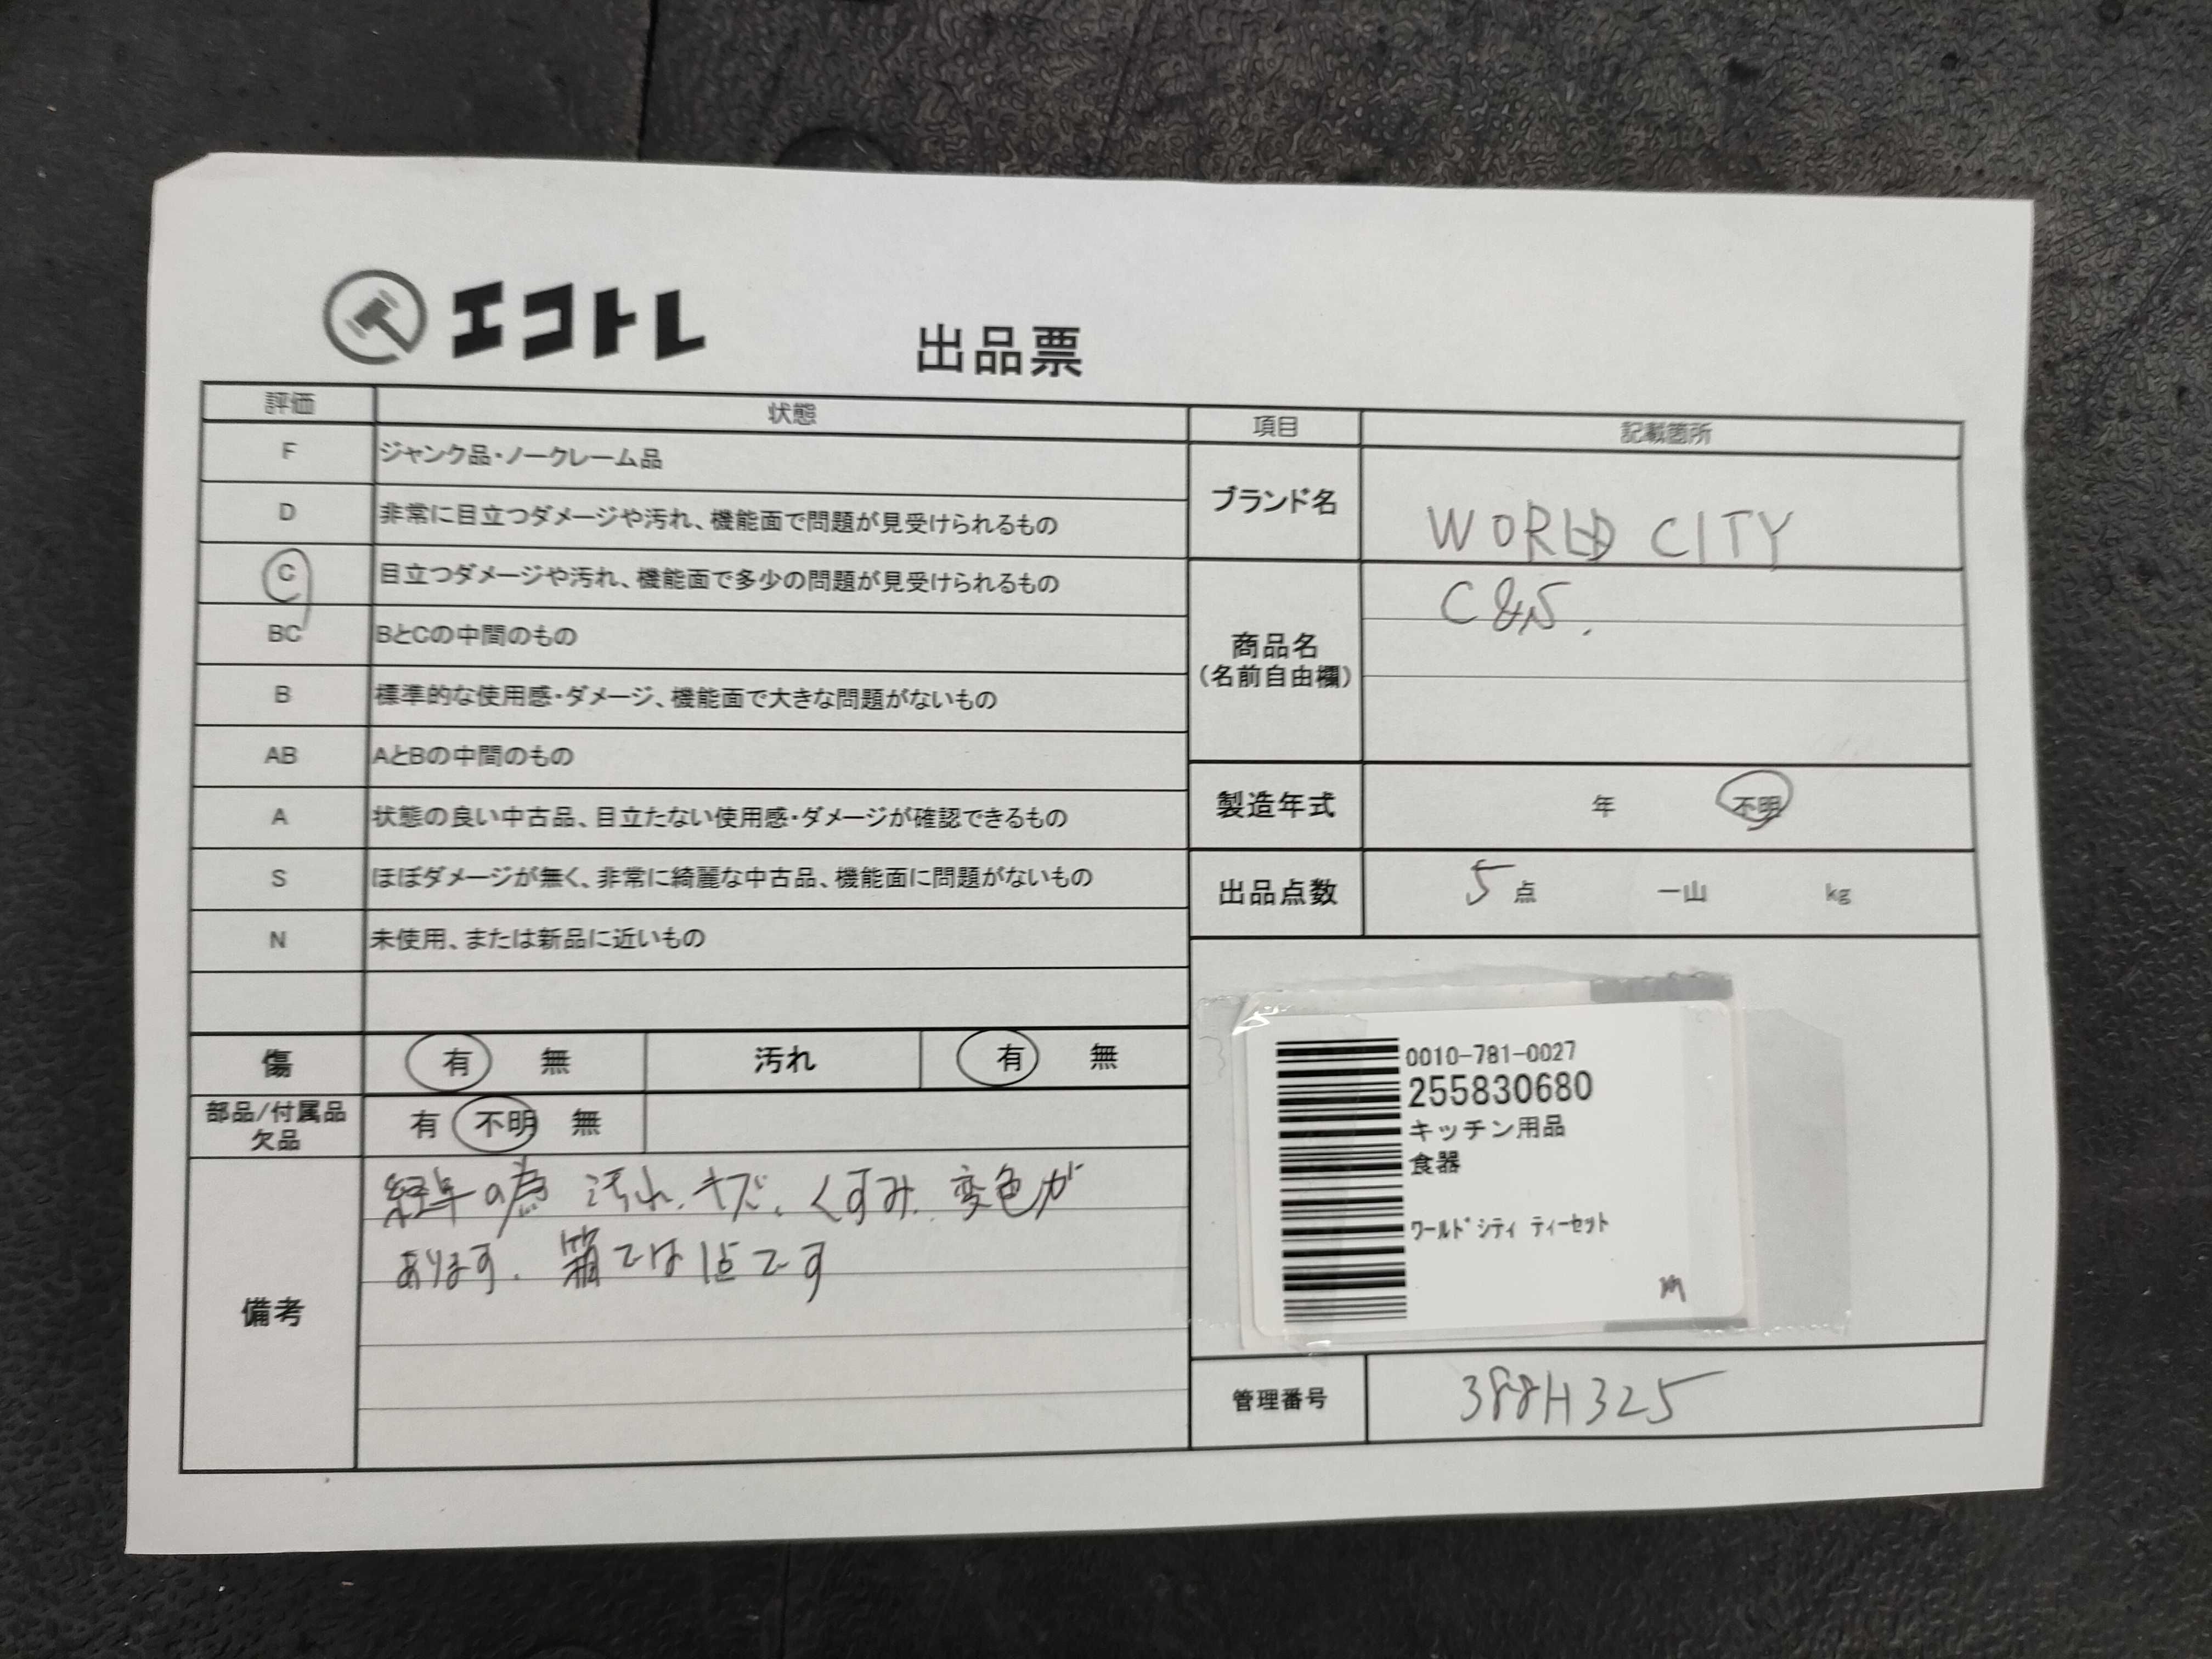 エコトレ
出品票
評価 状態
F ジャンク品・ノークレーム品
D 非常に目立つダメージや汚れ、機能面で問題が見受けられるもの
C 目立つダメージや汚れ、機能面で多少の問題が見受けられるもの
BC BとCの中間のもの
B 標準的な使用感・ダメージ、機能面で大きな問題がないもの
AB AとBの中間のもの
A 状態の良い中古品、目立たない使用感・ダメージが確認できるもの
S ほぼダメージが無く、非常に綺麗な中古品、機能面に問題がないもの
N 未使用、または新品に近いもの
傷 有 無 汚れ 有 無
部品/付属品
欠品
有 不明 無
備考
経年の為 汚れ、キズ、くすみ、変色が
あります。箱では1点です
項目 記載箇所
ブランド名 WORLD CITY
商品名
(名前自由欄)
C&S.
製造年式 年 不明
出品点数 5点 一山 kg
0010-781-0027
255830680
キッチン用品
食器
ワールドシティ ティーセット
管理番号 388H325